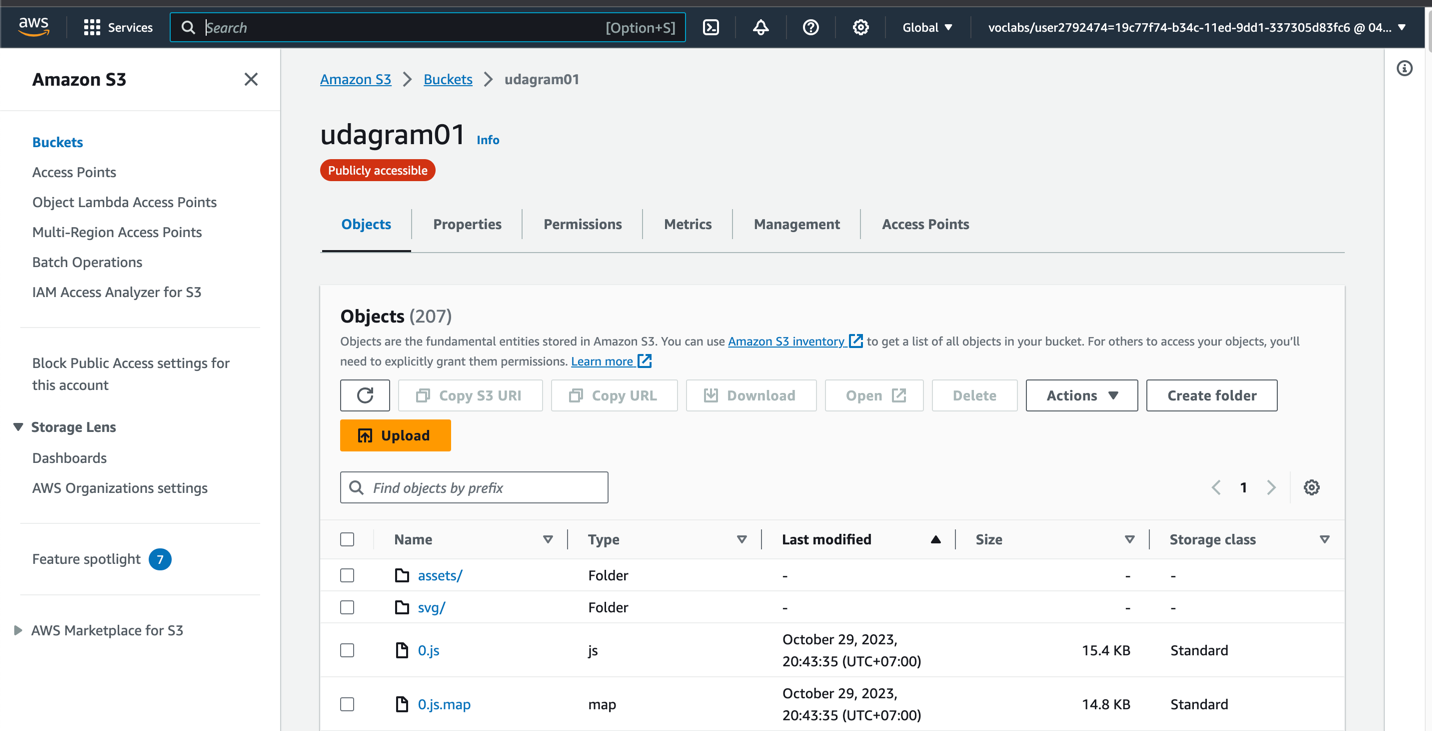 aws
Services
Search
[Option+S]
Global
voclabs/user2792474=19c77f74-b34c-11ed-9dd1-337305d83fc6 @ 04...
Amazon S3
Buckets
Access Points
Object Lambda Access Points
Multi-Region Access Points
Batch Operations
IAM Access Analyzer for S3
Block Public Access settings for
this account
Storage Lens
Dashboards
AWS Organizations settings
Feature spotlight 7
AWS Marketplace for S3
Amazon S3 > Buckets > udagram01
udagram01 Info
Publicly accessible
Objects Properties Permissions Metrics Management Access Points
Objects (207)
Objects are the fundamental entities stored in Amazon S3. You can use Amazon S3 inventory to get a list of all objects in your bucket. For others to access your objects, you'll
need to explicitly grant them permissions. Learn more
Copy S3 URI Copy URL Download Open Delete Actions Create folder
Upload
Find objects by prefix
1
Name Type Last modified Size Storage class
assets/ Folder - - -
svg/ Folder - - -
0.js js October 29, 2023, 15.4 KB Standard
20:43:35 (UTC+07:00)
0.js.map map October 29, 2023, 14.8 KB Standard
20:43:35 (UTC+07:00)